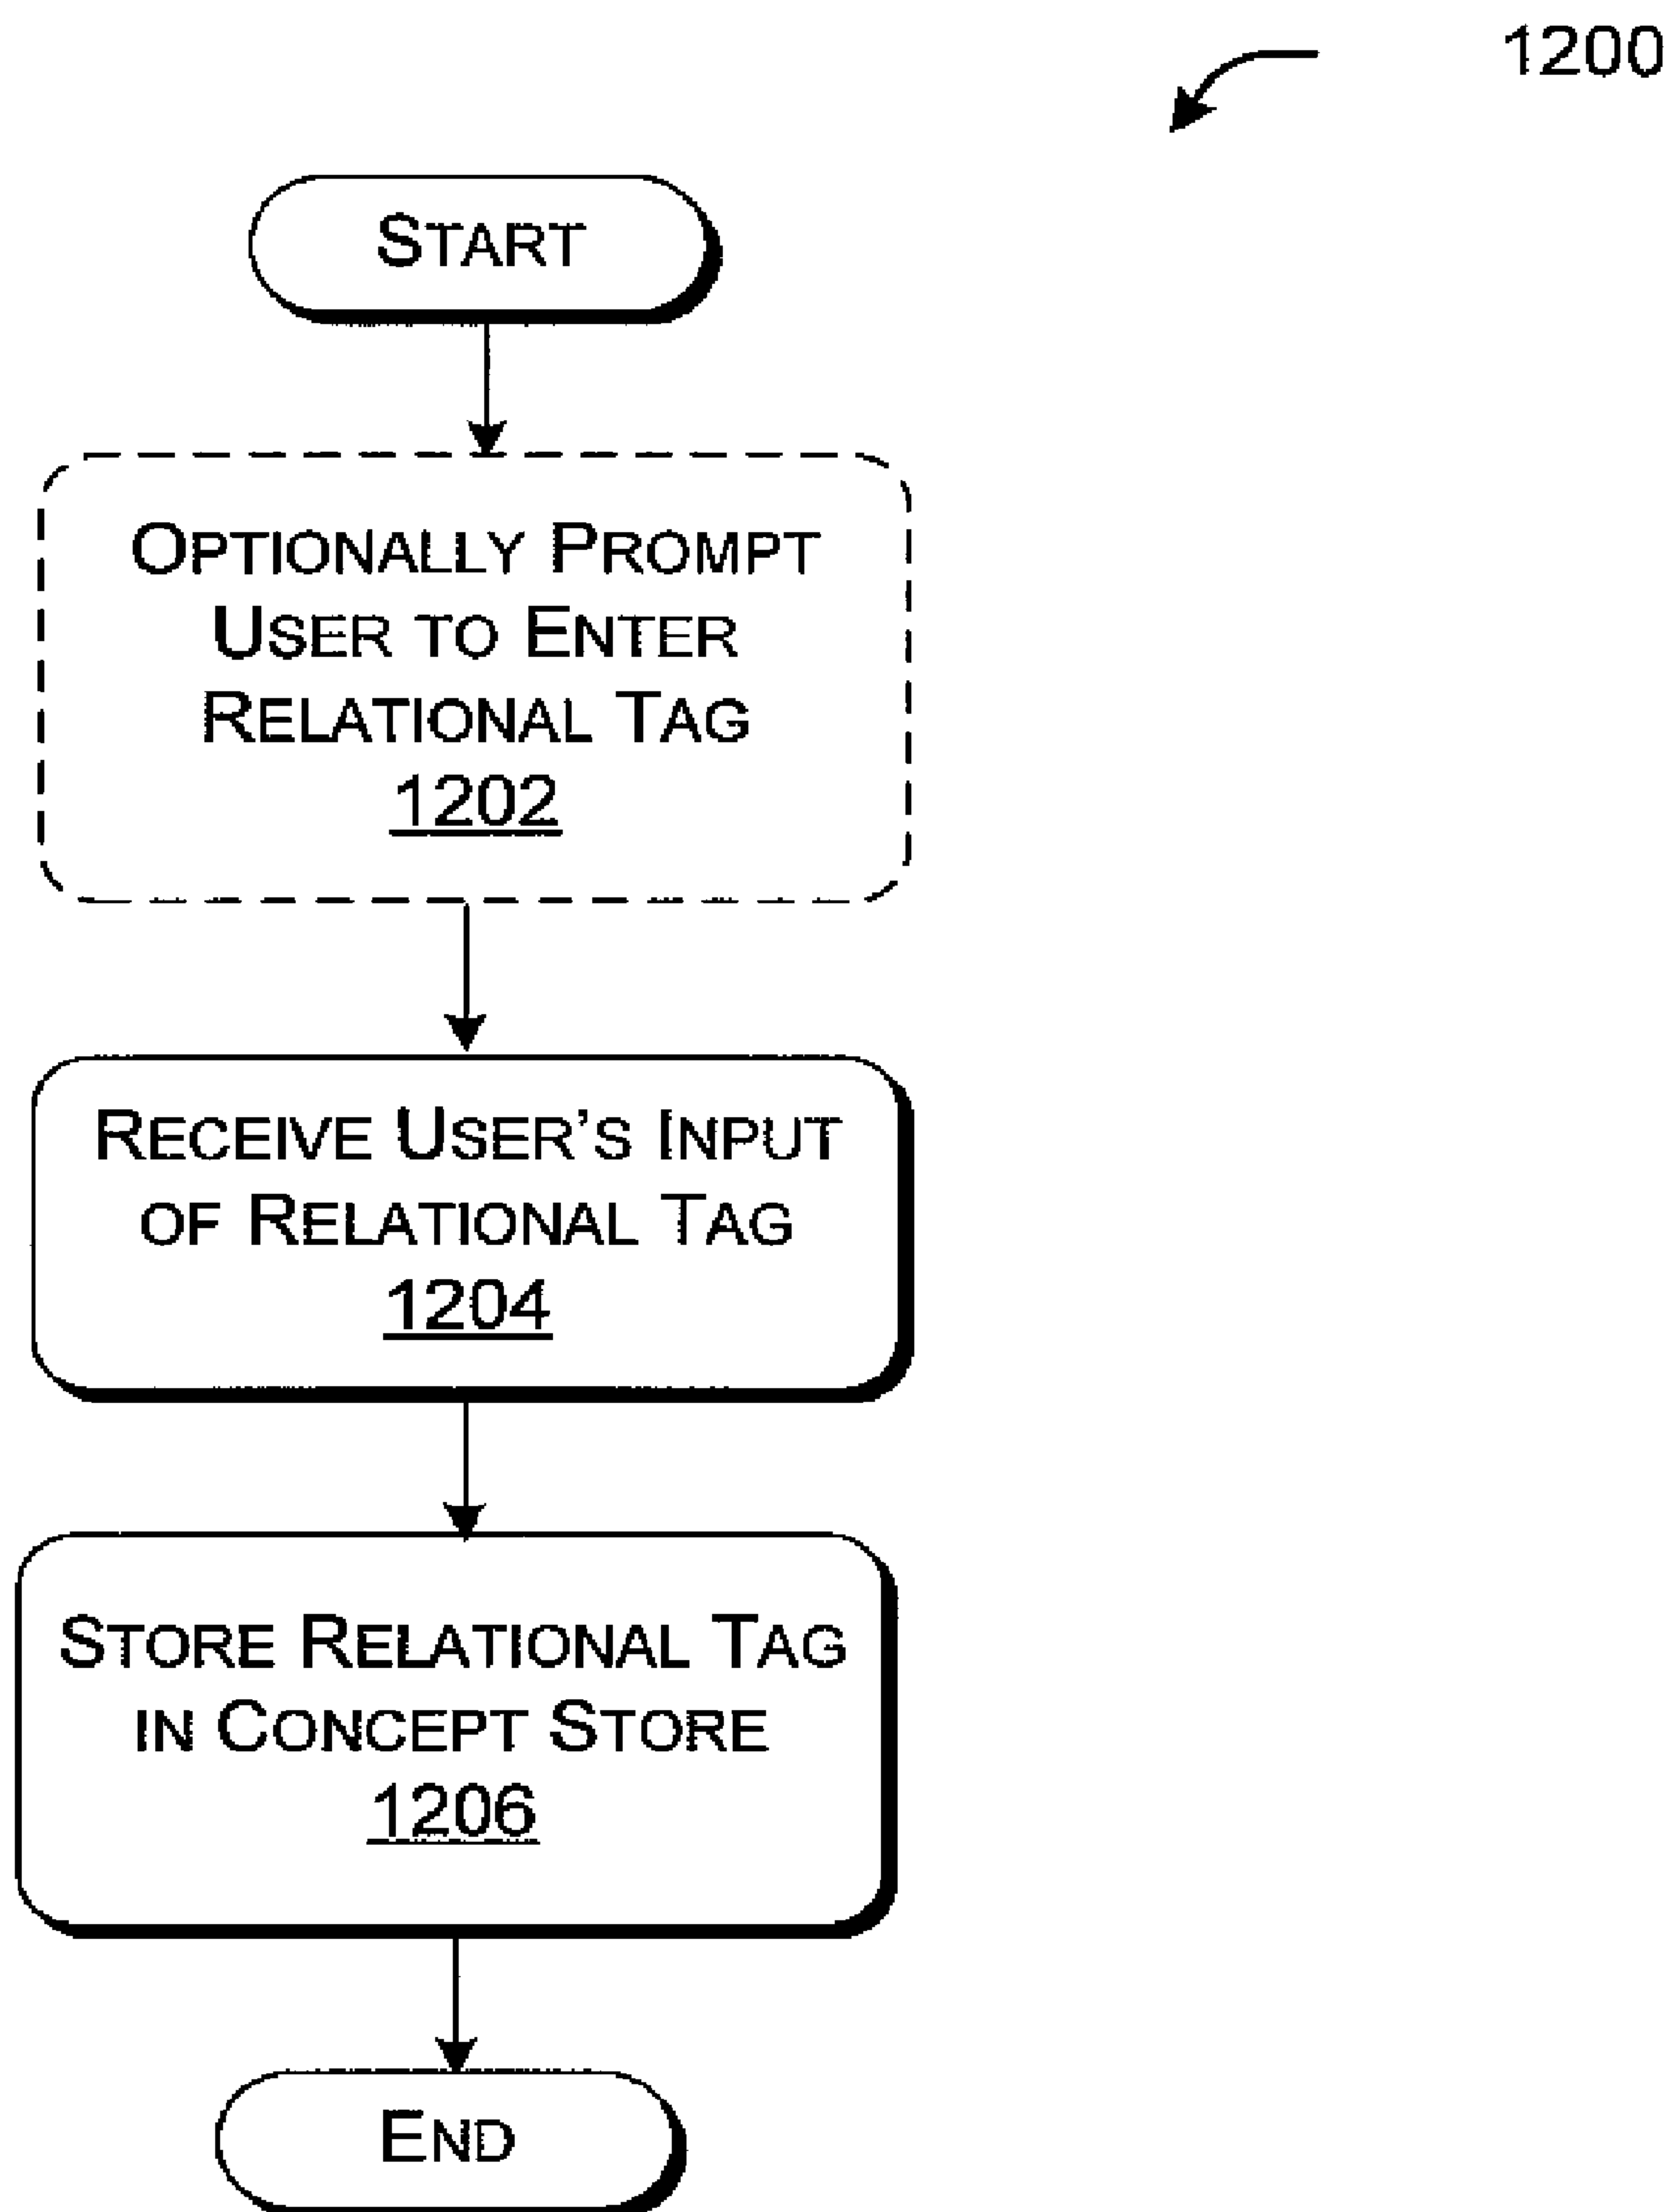 1200
START
OPTIONALLY PROMPT
USER TO ENTER
RELATIONAL TAG
1202
RECEIVE USER'S INPUT
OF RELATIONAL TAG
1204
STORE RELATIONAL TAG
IN CONCEPT STORE
1206
END